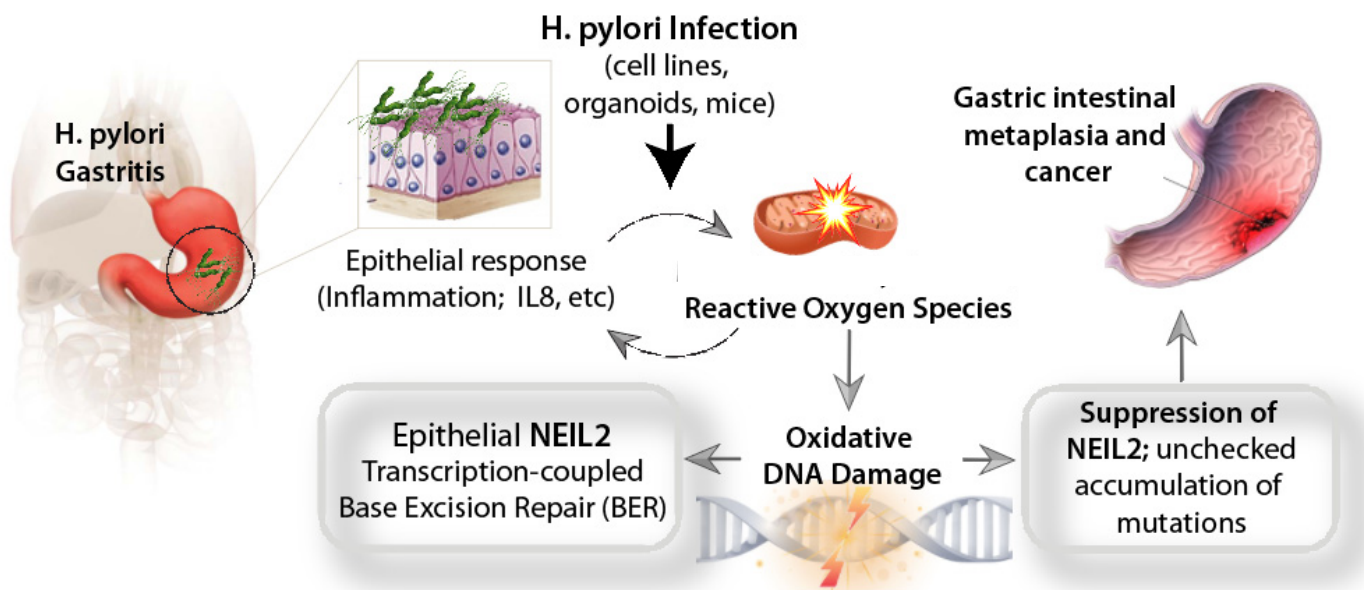 H. pylori
Gastritis
H. pylori Infection
(cell lines,
organoids, mice)
Epithelial response
(Inflammation; IL8, etc)
Reactive Oxygen Species
Gastric intestinal
metaplasia and
cancer
Epithelial NEIL2
Transcription-coupled
Base Excision Repair (BER)
Oxidative
DNA Damage
Suppression of
NEIL2; unchecked
accumulation of
mutations